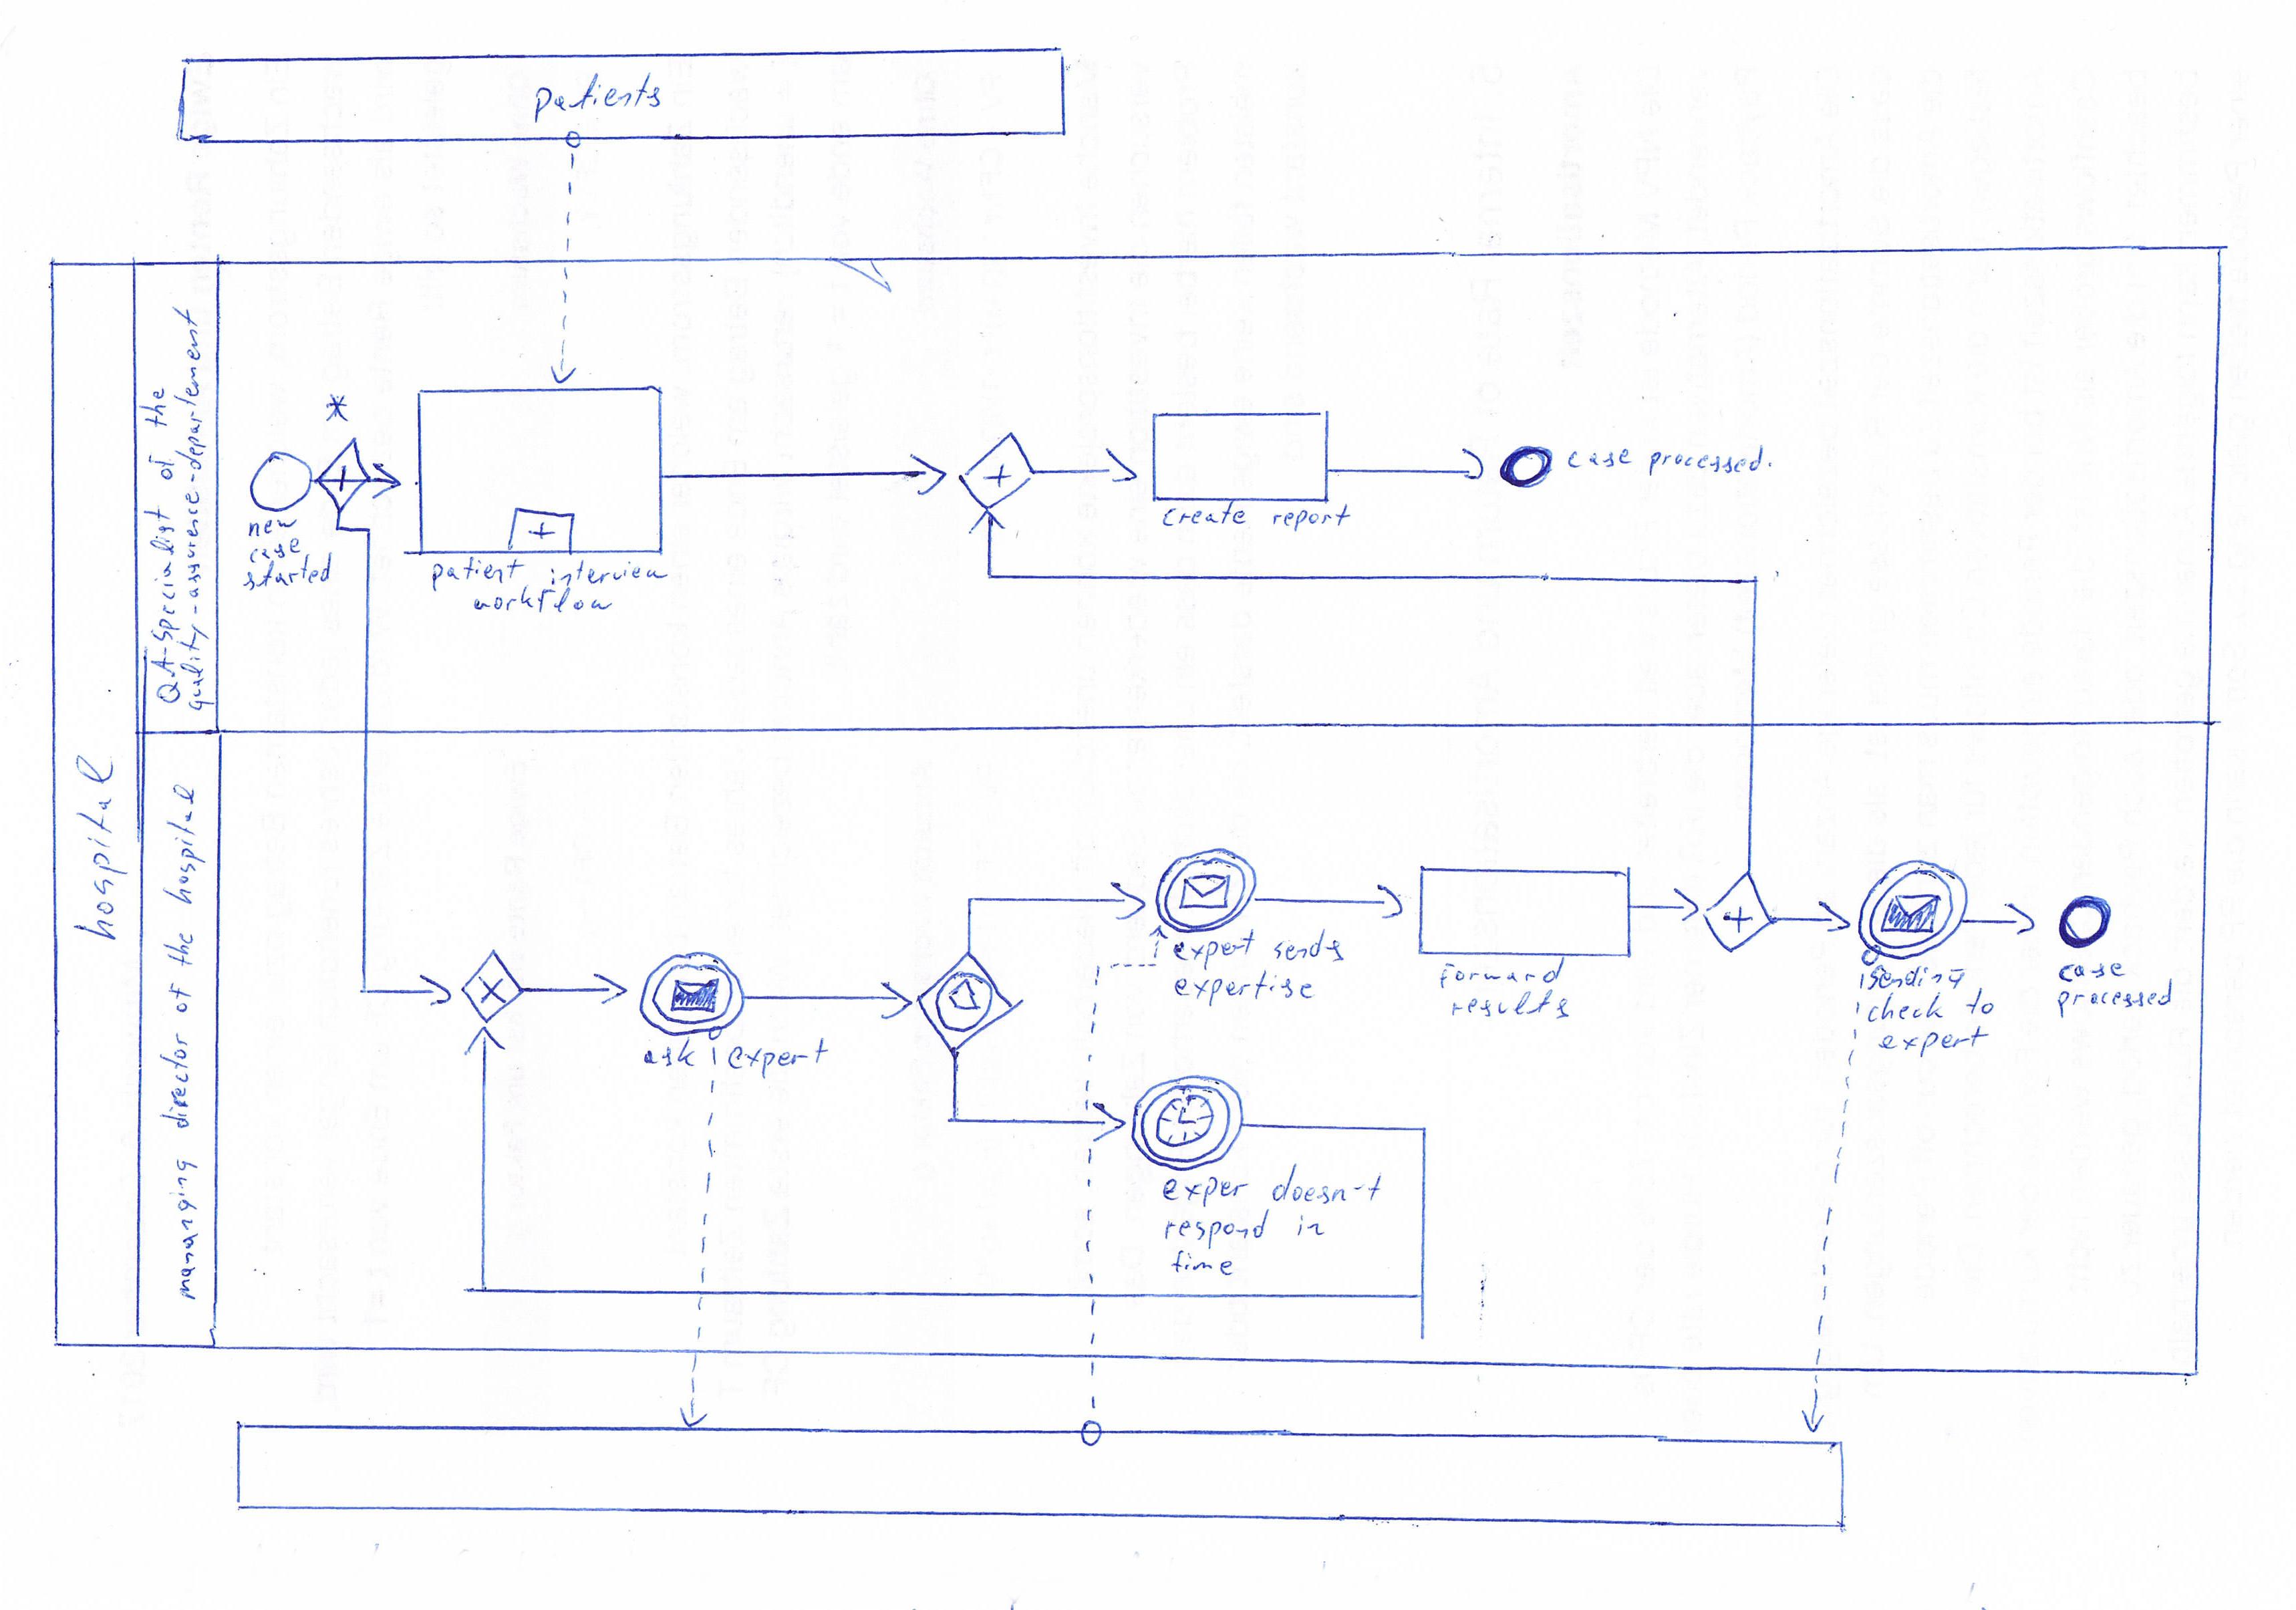 patients
hospital
QA-Specialist of the
quality-assurence-departement
managing director of the hospital
*
new
case
started
patient interview
workflow
create report
case processed.
ask expert
expert sends
expertise
exper doesn't
respond in
time
forward
results
sending
check to
expert
case
processed